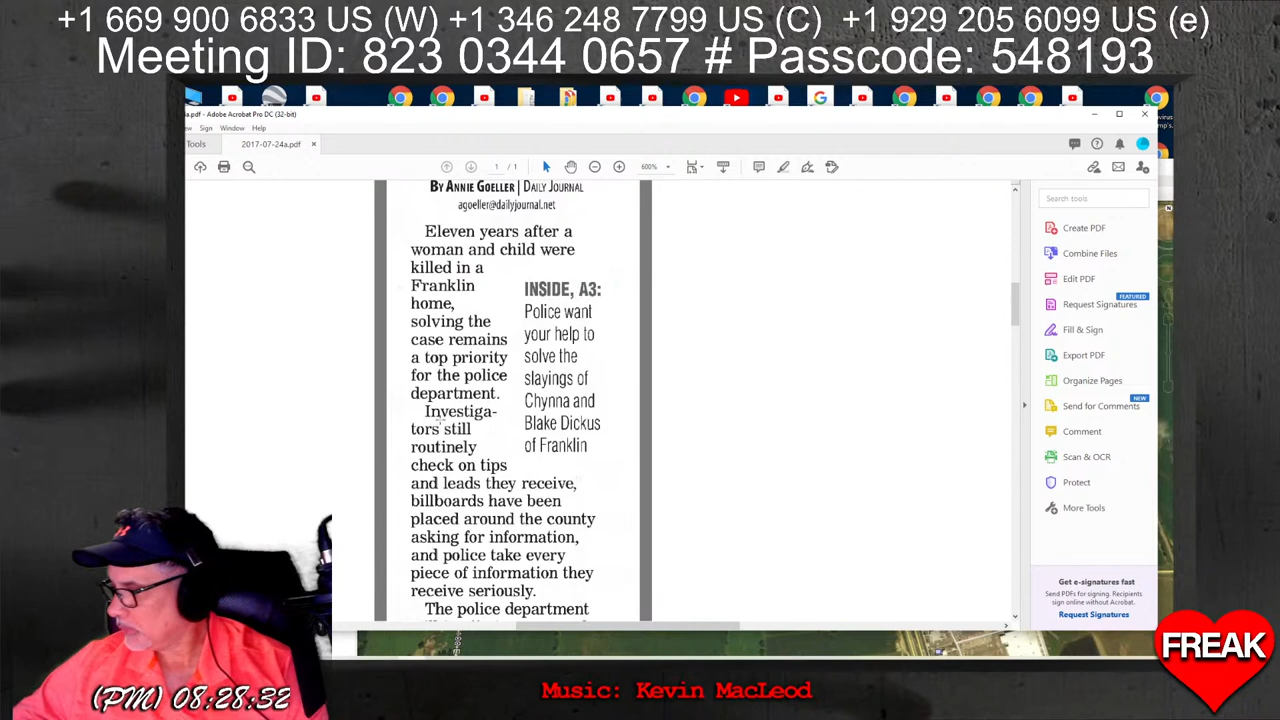 +1 669 900 6833 US (W) +1 346 248 7799 US (C) +1 929 205 6099 US (e)
Meeting ID: 823 0344 0657 # Passcode: 548193
a.pdf - Adobe Acrobat Pro DC (32-bit)
ew Sign Window Help
Tools 2017-07-24a.pdf ×
1 / 1 600%
BY ANNIE GOELLER | DAILY JOURNAL
agoeller@dailyjournal.net
Eleven years after a
woman and child were
killed in a
Franklin
home,
solving the
case remains
a top priority
for the police
department.
Investiga-
tors still
routinely
check on tips
and leads they receive,
billboards have been
placed around the county
asking for information,
and police take every
piece of information they
receive seriously.
The police department
INSIDE, A3:
Police want
your help to
solve the
slayings of
Chynna and
Blake Dickus
of Franklin
Search tools
Create PDF
Combine Files
Edit PDF
FEATURED
Request Signatures
Fill & Sign
Export PDF
Organize Pages
NEW
Send for Comments
Comment
Scan & OCR
Protect
More Tools
Get e-signatures fast
Send PDFs for signing. Recipients
sign online without Acrobat.
Request Signatures
FREAK
(PM) 08:28:32
Music: Kevin MacLeod